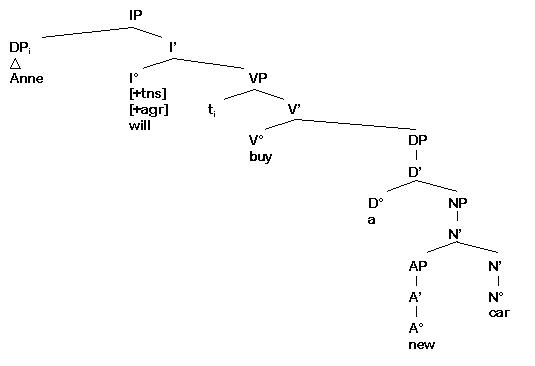 IP
DPᵢ I’
Anne I° VP
[+tns]
[+agr] tᵢ V’
will
V° DP
buy
D’
D° NP
a
N’
AP N’
A’ N°
car
A°
new